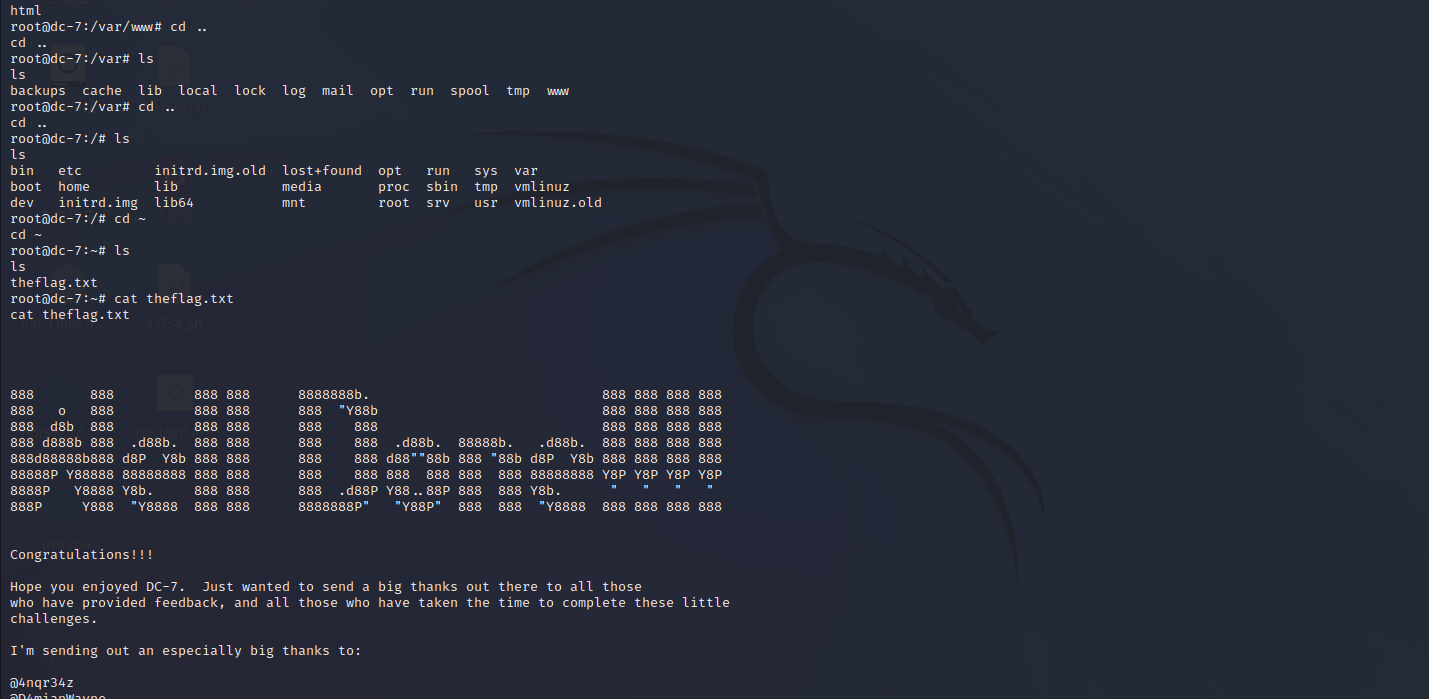 html
root@dc-7:/var/www# cd ..
cd ..
root@dc-7:/var# ls
ls
backups  cache  lib  local  lock  log  mail  opt  run  spool  tmp  www
root@dc-7:/var# cd ..
cd ..
root@dc-7:/# ls
ls
bin   etc         initrd.img.old  lost+found  opt   run   sys  var
boot  home        lib             media       proc  sbin  tmp  vmlinuz
dev   initrd.img  lib64           mnt         root  srv   usr  vmlinuz.old
root@dc-7:/# cd ~
cd ~
root@dc-7:~# ls
ls
theflag.txt
root@dc-7:~# cat theflag.txt
cat theflag.txt
888       888          888 888      8888888b.                             888 888 888 888
888   o   888          888 888      888  "Y88b                            888 888 888 888
888  d8b  888          888 888      888    888                            888 888 888 888
888 d888b 888  .d88b.  888 888      888    888  .d88b.  88888b.   .d88b.  888 888 888 888
888d88888b888 d8P  Y8b 888 888      888    888 d88""88b 888 "88b d8P  Y8b 888 888 888 888
88888P Y88888 88888888 888 888      888    888 888  888 888  888 88888888 Y8P Y8P Y8P Y8P
8888P   Y8888 Y8b.     888 888      888  .d88P Y88..88P 888  888 Y8b.      "   "   "   "
888P     Y888  "Y8888  888 888      8888888P"   "Y88P"  888  888  "Y8888  888 888 888 888
Congratulations!!!
Hope you enjoyed DC-7.  Just wanted to send a big thanks out there to all those
who have provided feedback, and all those who have taken the time to complete these little
challenges.
I'm sending out an especially big thanks to:
@4nqr34z
@D4mianWayne